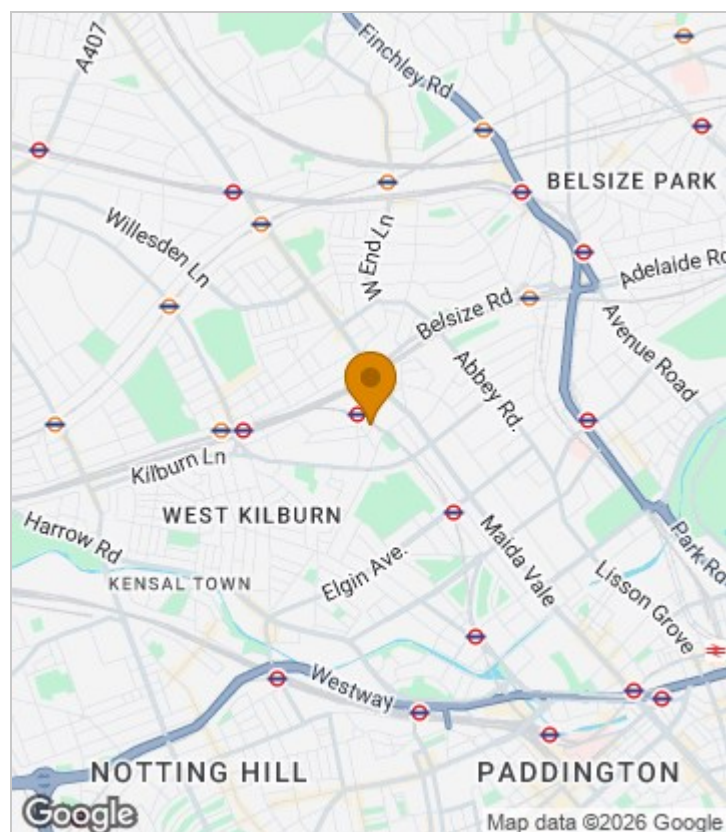 A407
Finchley Rd
BELSIZE PARK
Willesden Ln
W End Ln
Adelaide Rd
Belsize Rd
Avenue Road
Abbey Rd.
Kilburn Ln
WEST KILBURN
Harrow Rd
Maida Vale
Park Ro
KENSAL TOWN
Elgin Ave.
Lisson Grove
Westway
NOTTING HILL
PADDINGTON
Google
Map data ©2026 Google